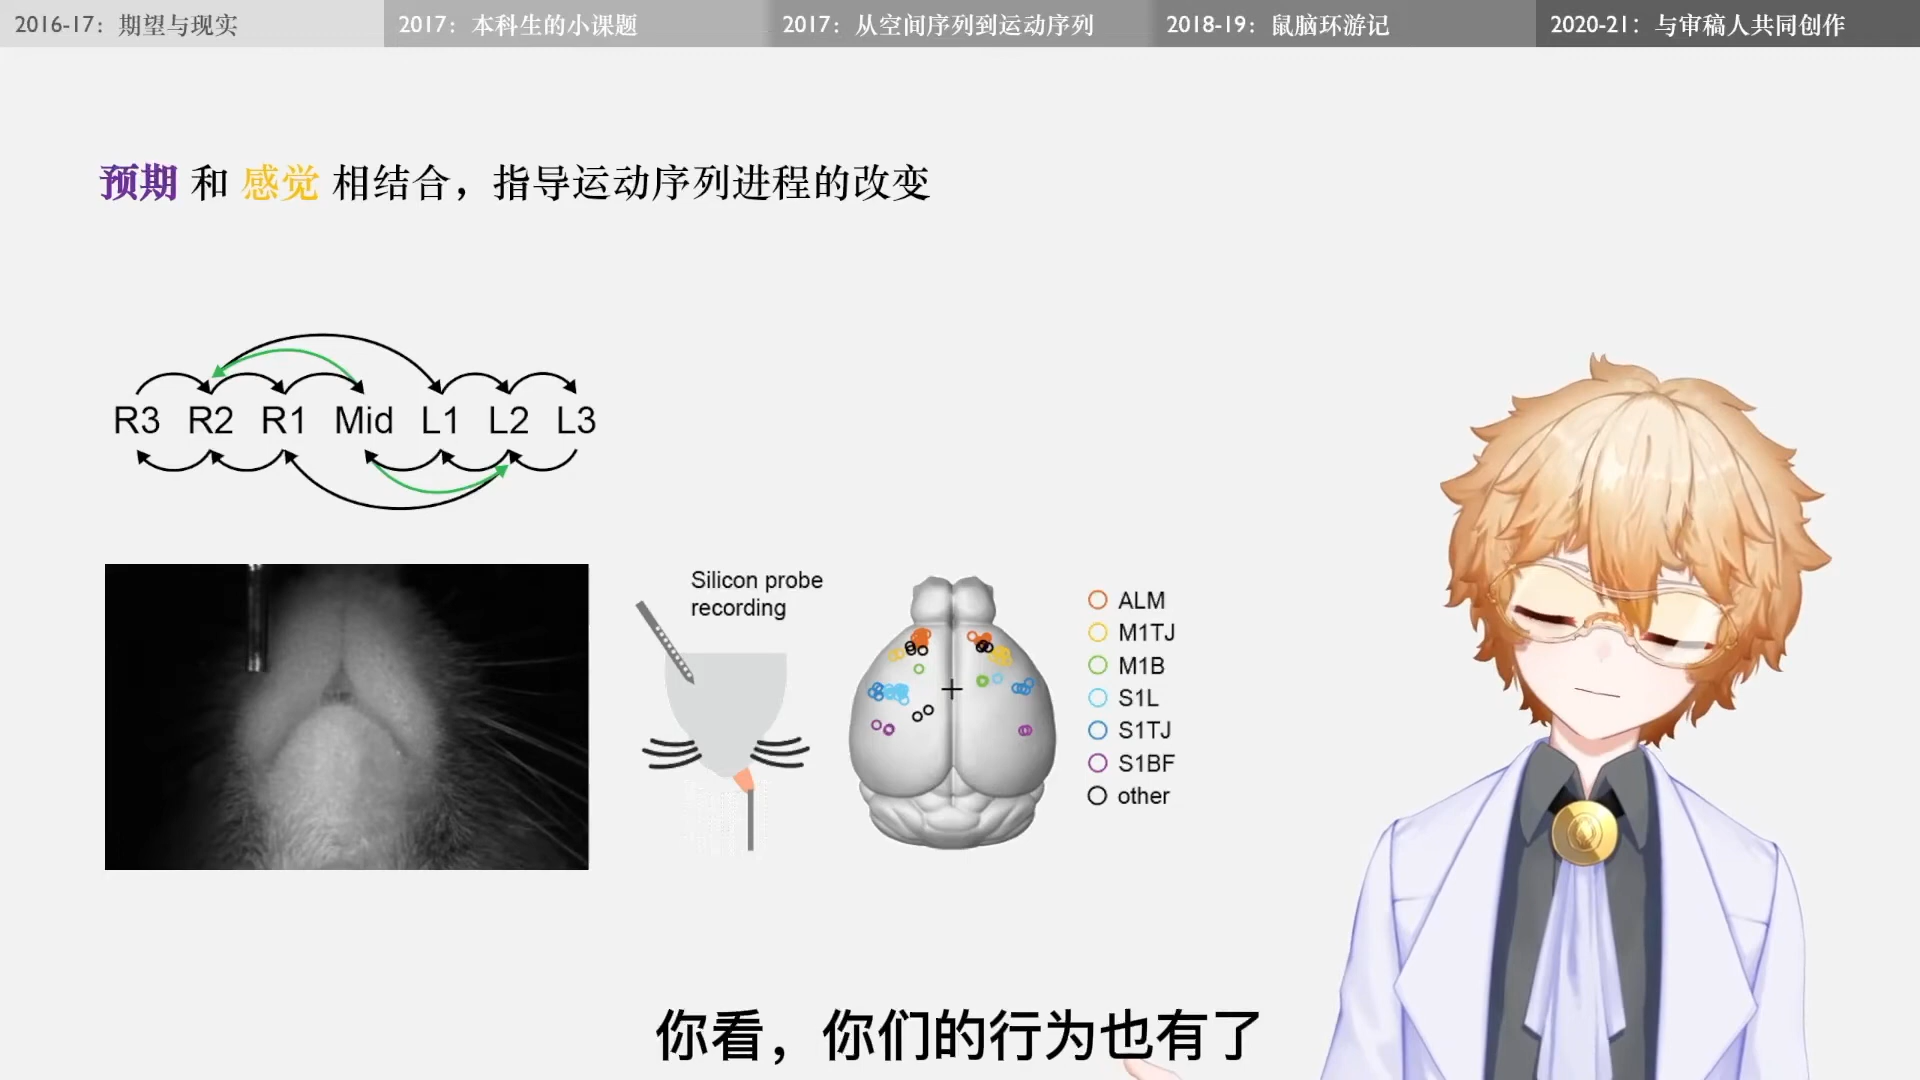 2016-17：期望与现实
2017：本科生的小课题
2017：从空间序列到运动序列
2018-19：鼠脑环游记
2020-21：与审稿人共同创作
预期 和 感觉 相结合，指导运动序列进程的改变
R3 R2 R1 Mid L1 L2 L3
Silicon probe
recording
ALM
M1TJ
M1B
S1L
S1TJ
S1BF
other
你看，你们的行为也有了